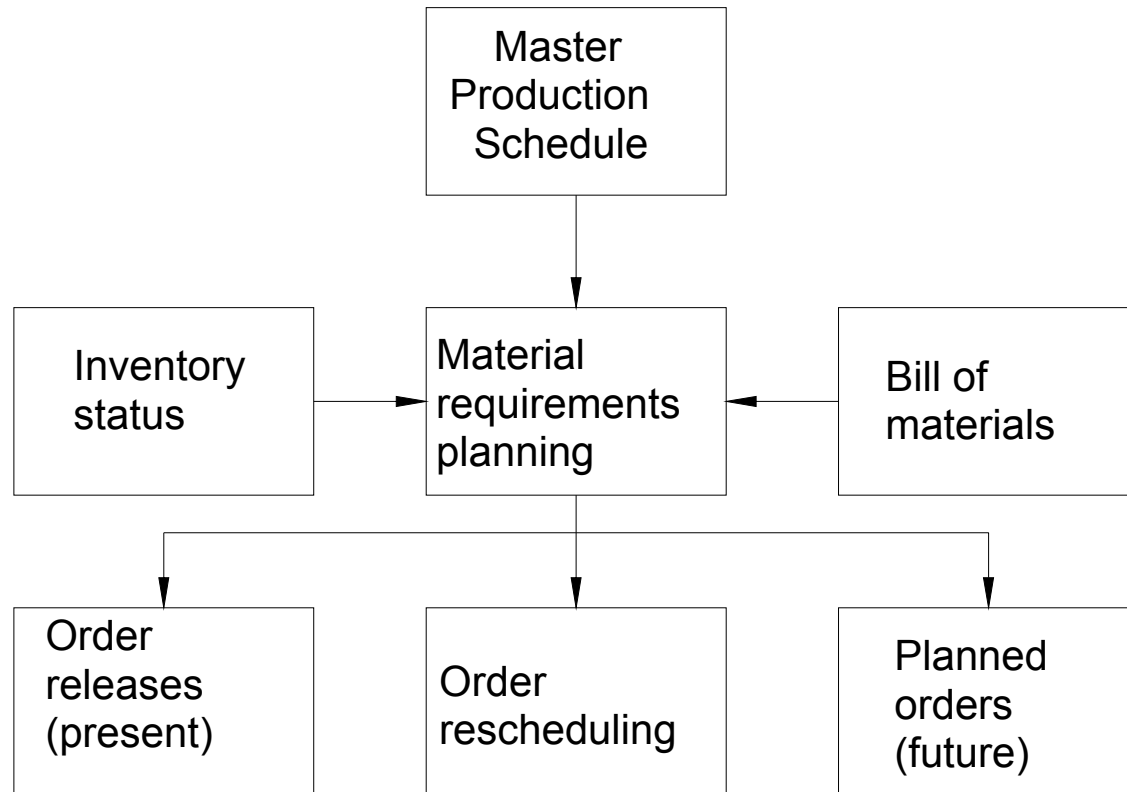 Master
Production
Schedule
Inventory
status
Material
requirements
planning
Bill of
materials
Order
releases
(present)
Order
rescheduling
Planned
orders
(future)